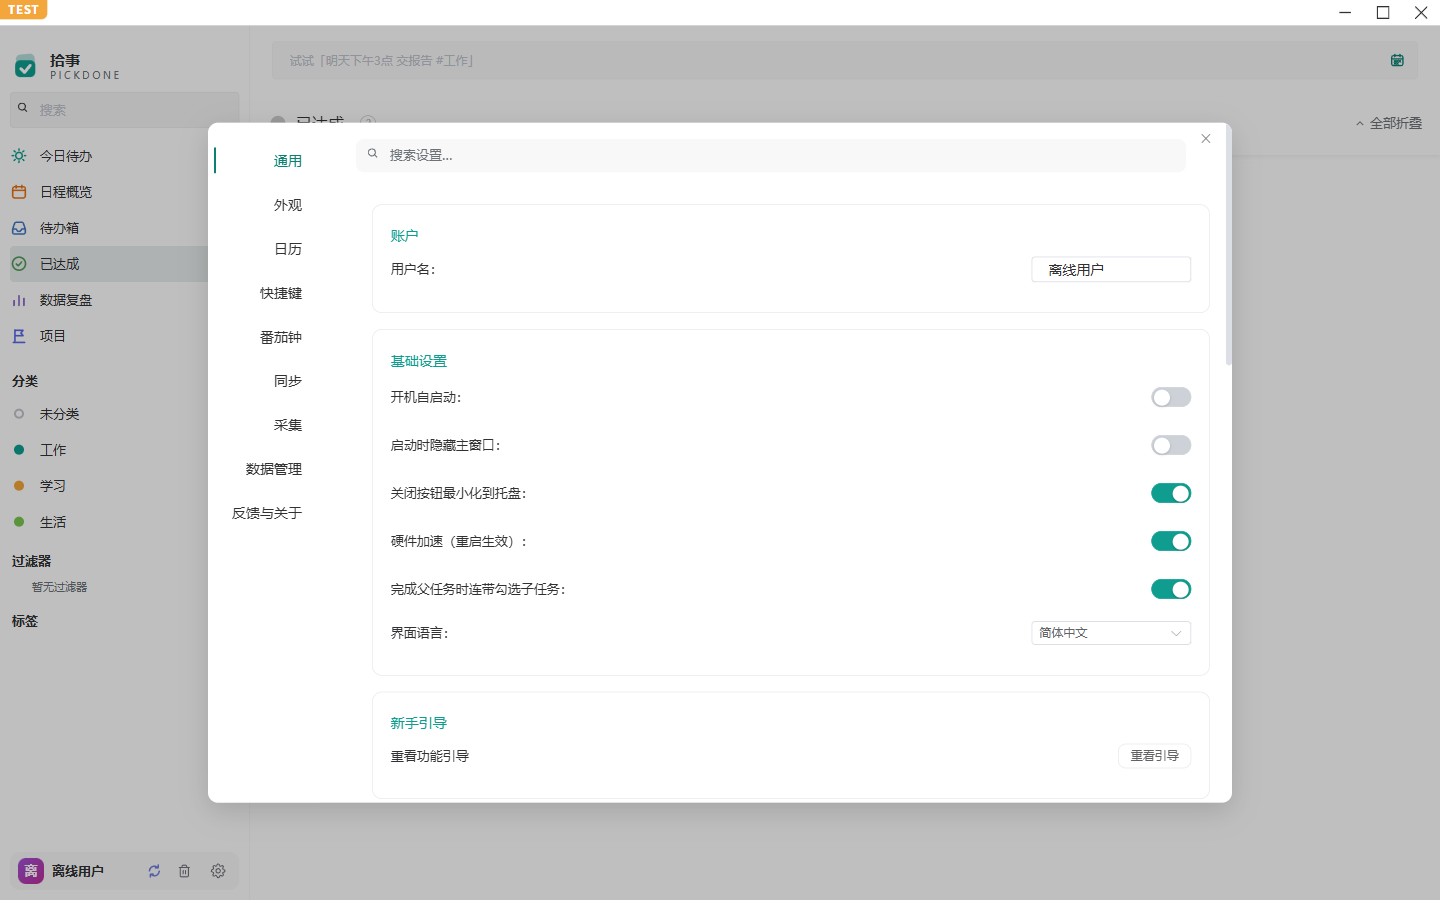 TEST
拾事
PICKDONE
搜索
今日待办
日程概览
待办箱
已达成
数据复盘
项目
分类
未分类
工作
学习
生活
过滤器
暂无过滤器
标签
离 离线用户
试试「明天下午3点 交报告 #工作」
已达成 ?
全部折叠
通用
外观
日历
快捷键
番茄钟
同步
采集
数据管理
反馈与关于
搜索设置...
账户
用户名:
离线用户
基础设置
开机自启动:
启动时隐藏主窗口:
关闭按钮最小化到托盘:
硬件加速（重启生效）:
完成父任务时连带勾选子任务:
界面语言:
简体中文
新手引导
重看功能引导
重看引导